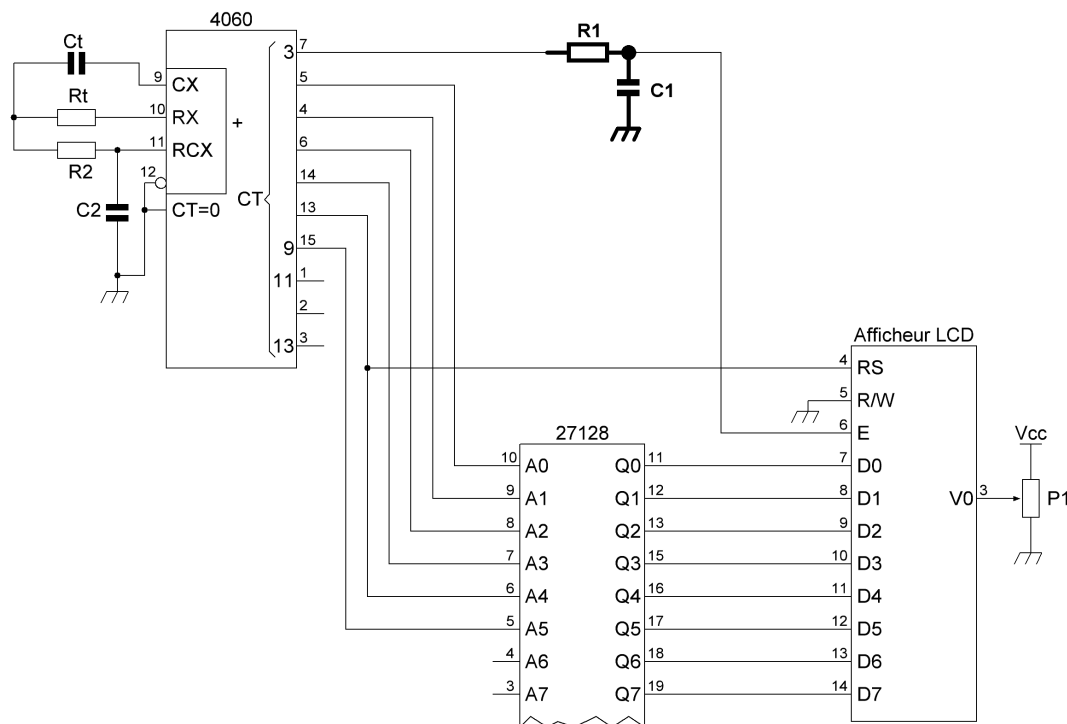 4060
Ct
9
CX
Rt
10
RX
R2
11
RCX
12
C2
CT=0
+
CT
3
7
5
4
6
14
13
9
15
11
1
2
13
3
R1
C1
Afficheur LCD
4
RS
5
R/W
6
E
7
D0
8
D1
9
D2
10
D3
11
D4
12
D5
13
D6
14
D7
V0
3
Vcc
P1
27128
10
A0
Q0
11
9
A1
Q1
12
8
A2
Q2
13
7
A3
Q3
15
6
A4
Q4
16
5
A5
Q5
17
4
A6
Q6
18
3
A7
Q7
19